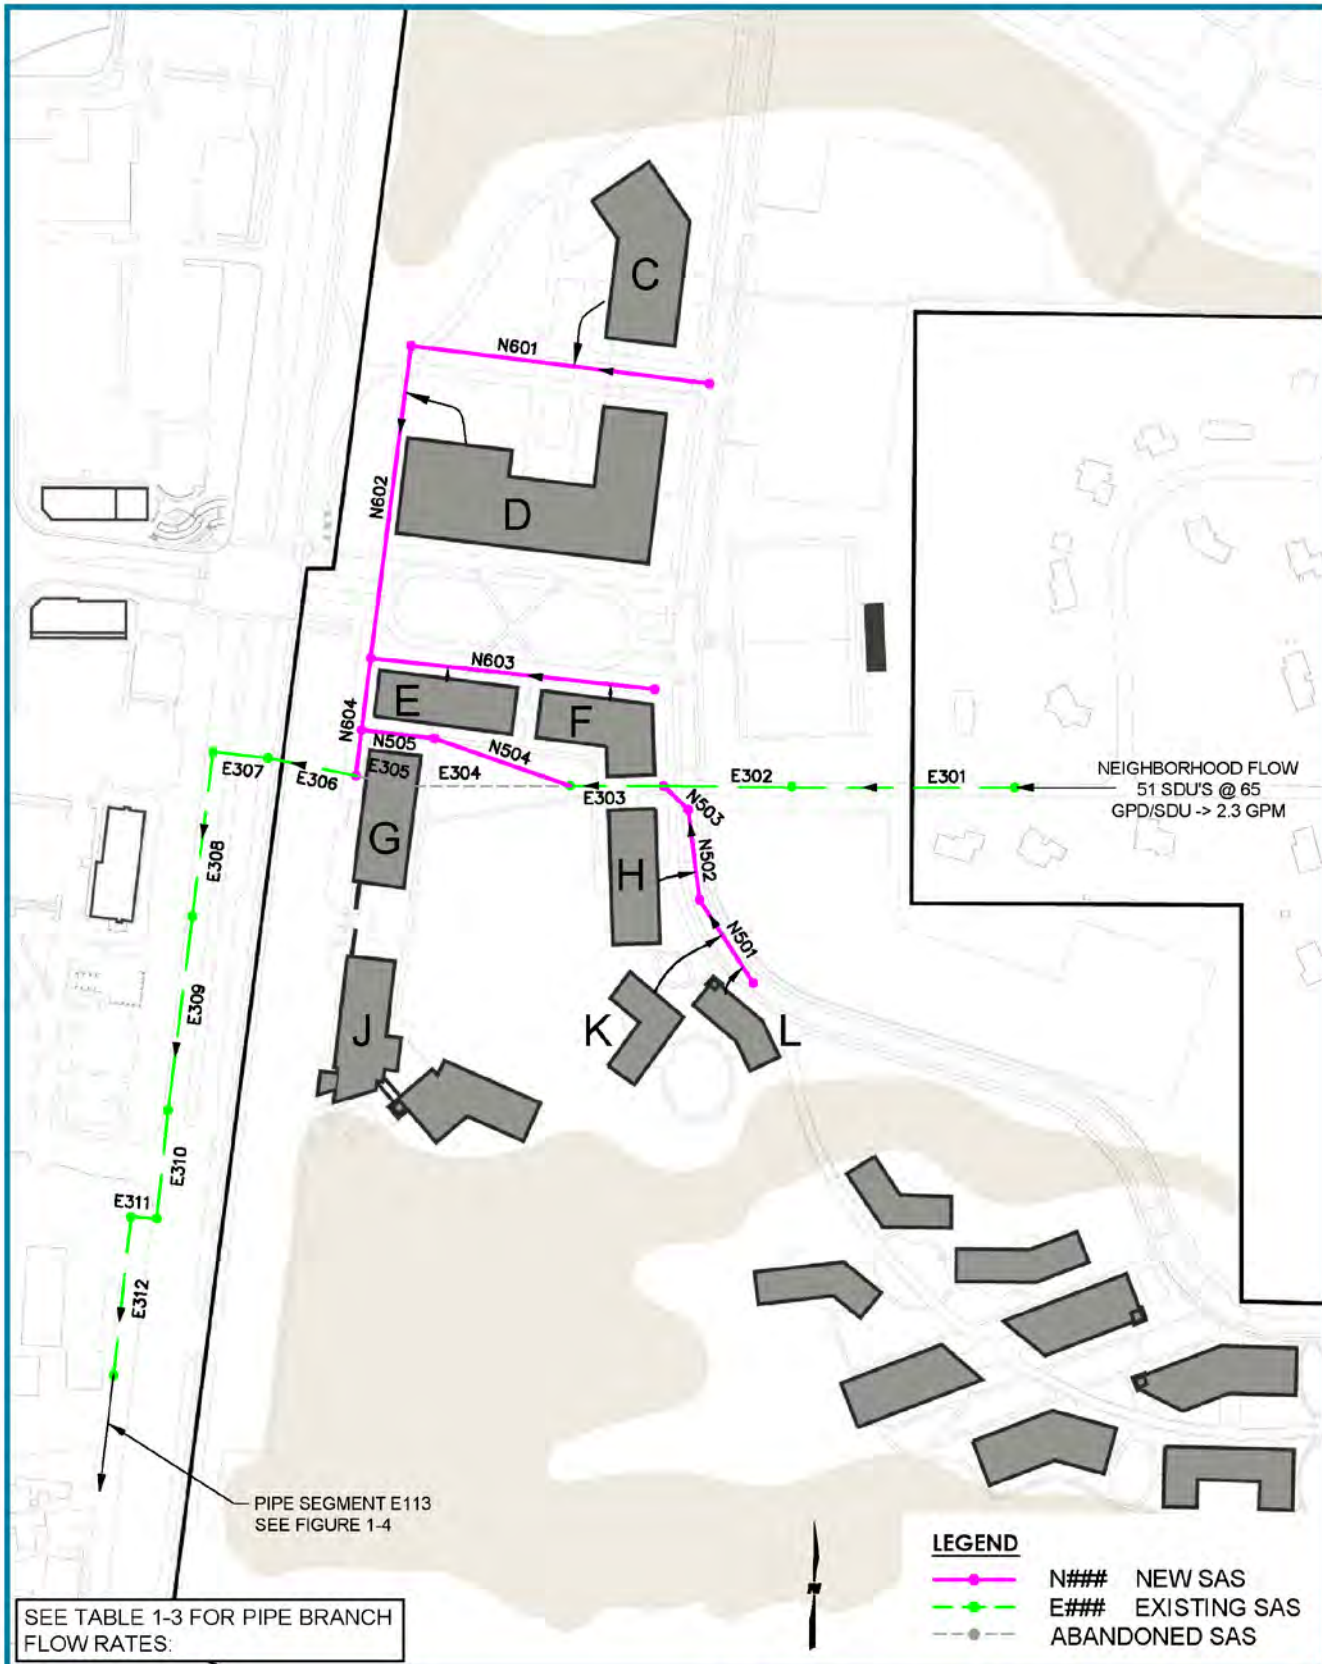 C
N601
N602
D
N603
E
F
N604
N505
N504
E307
E306
E305
E304
E303
E302
E301
NEIGHBORHOOD FLOW
51 SDU'S @ 65
GPD/SDU -> 2.3 GPM
N503
G
E308
H
N502
N501
E309
J
K
L
E310
E311
E312
PIPE SEGMENT E113
SEE FIGURE 1-4
N
LEGEND
N### NEW SAS
E### EXISTING SAS
ABANDONED SAS
SEE TABLE 1-3 FOR PIPE BRANCH
FLOW RATES: